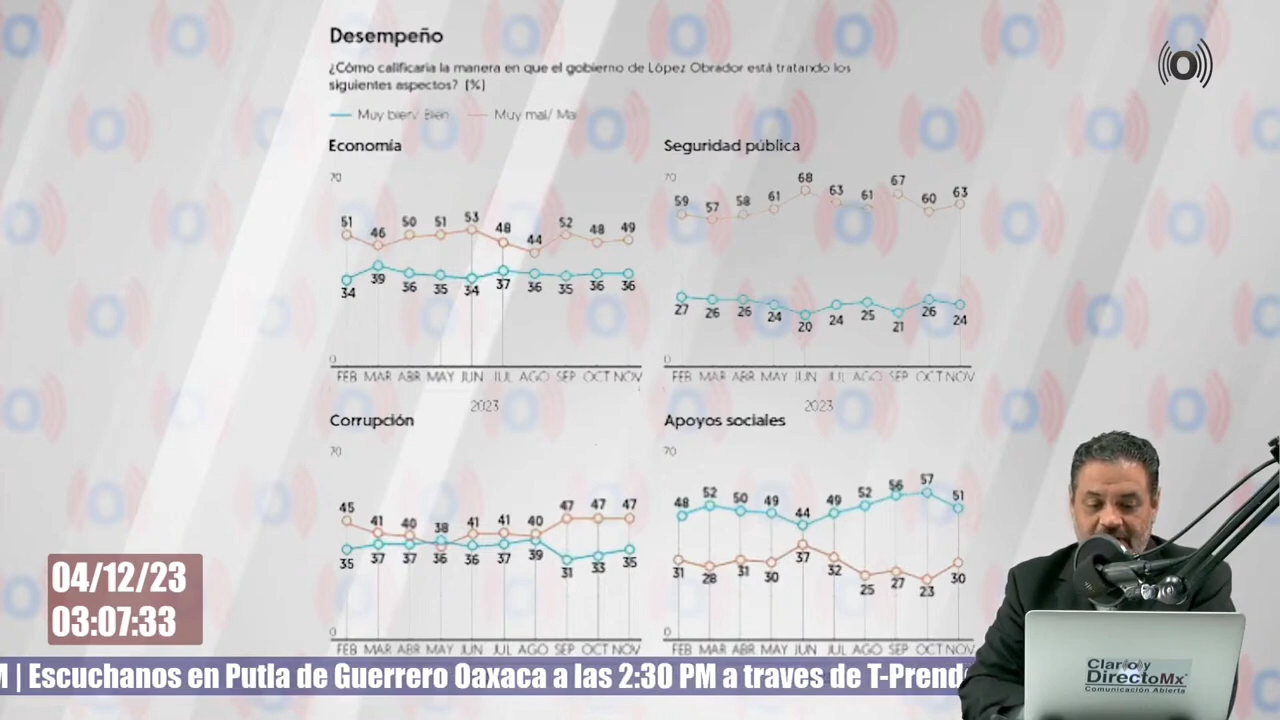 Desempeño
¿Cómo calificaría la manera en que el gobierno de López Obrador está tratando los
siguientes aspectos? [%]
Muy bien/ Bien Muy mal/ Mal
Economía
70
51 46 50 51 53 48 44 52 48 49
34 39 36 35 34 37 36 35 36 36
0
FEB MAR ABR MAY JUN JUL AGO SEP OCT NOV
2023
Seguridad pública
70
59 57 58 61 68 63 61 67 60 63
27 26 26 24 20 24 25 21 26 24
0
FEB MAR ABR MAY JUN JUL AGO SEP OCT NOV
2023
Corrupción
70
45 41 40 38 41 41 40 47 47 47
35 37 37 36 36 37 39 31 33 35
0
FEB MAR ABR MAY JUN JUL AGO SEP OCT NOV
Apoyos sociales
70
48 52 50 49 44 49 52 56 57 51
31 28 31 30 37 32 25 27 23 30
0
FEB MAR ABR MAY JUN JUL AGO SEP OCT NOV
04/12/23
03:07:33
M | Escuchanos en Putla de Guerrero Oaxaca a las 2:30 PM a traves de T-Prend
Claro y
DirectoMx
Comunicación Abierta